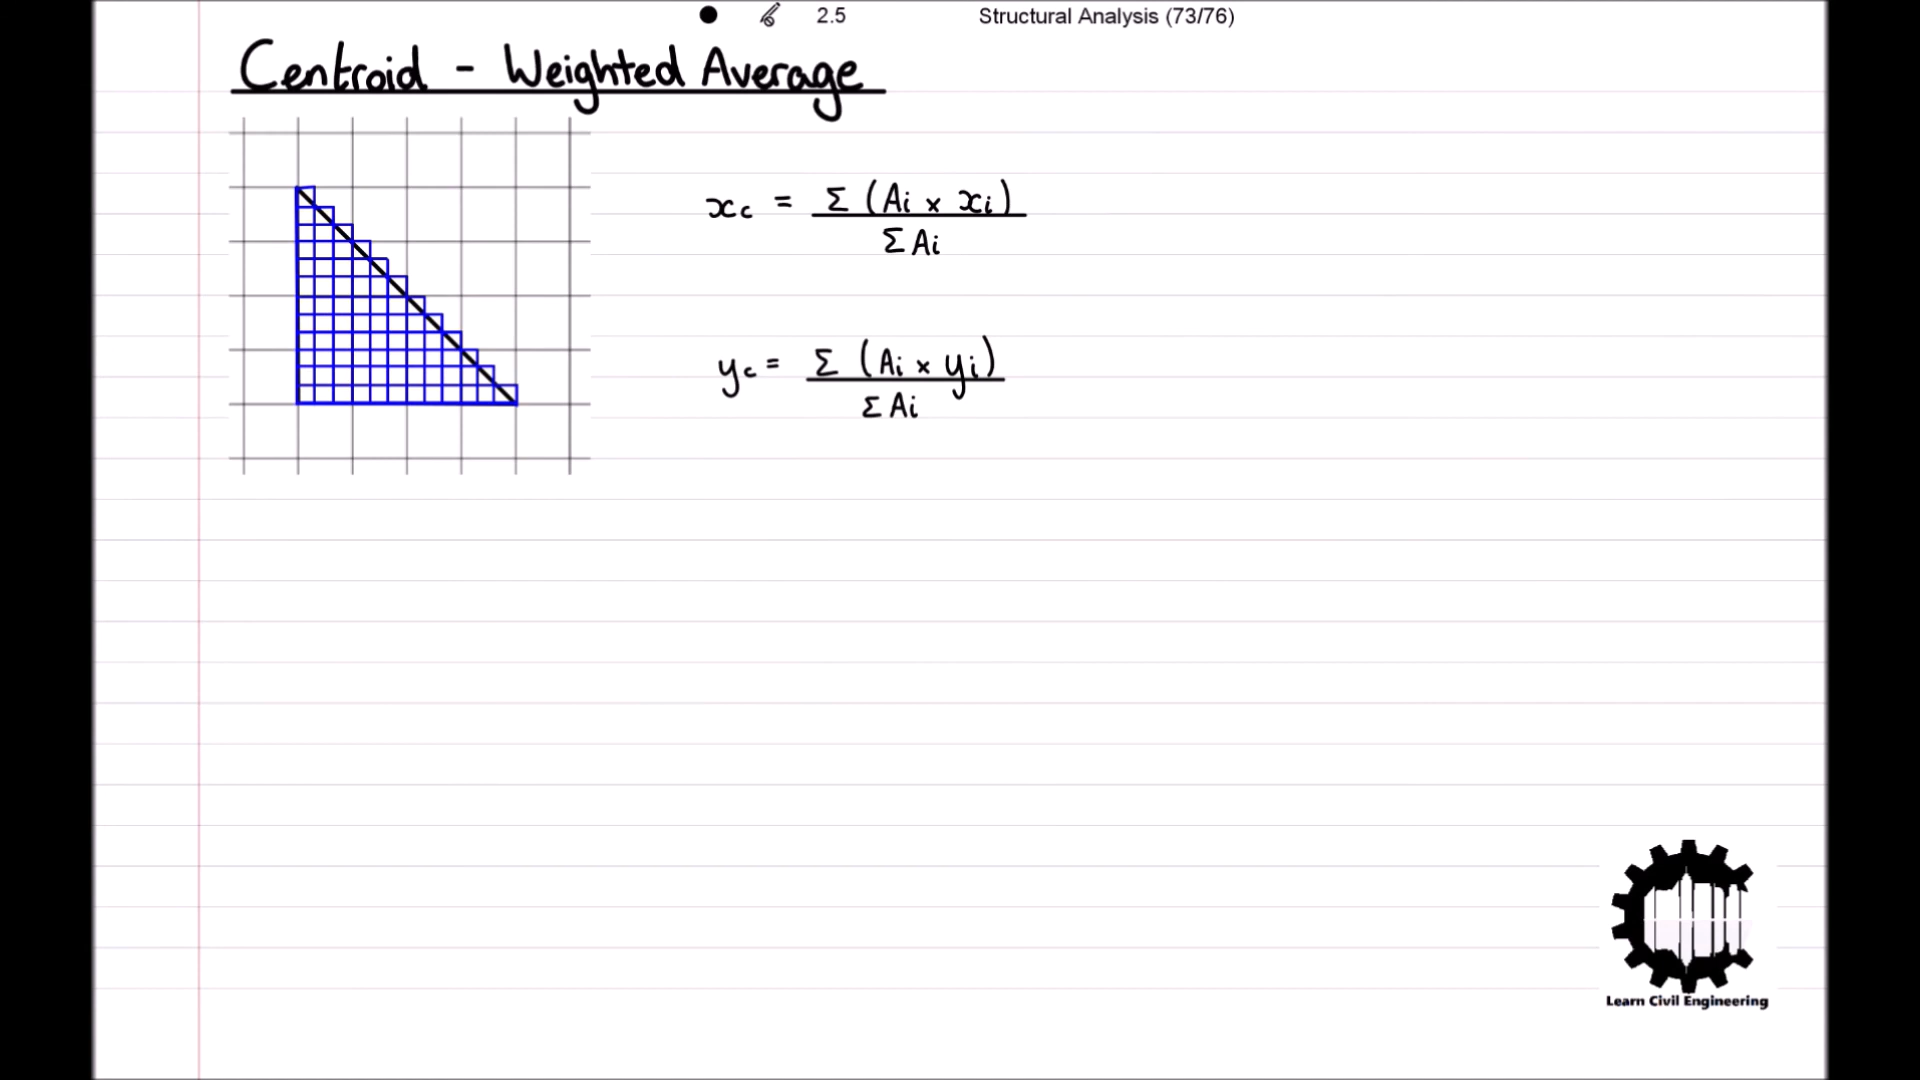 2.5 Structural Analysis (73/76)
Centroid - Weighted Average
xc = Σ (Ai × xi)
ΣAi
yc = Σ (Ai × yi)
ΣAi
Learn Civil Engineering